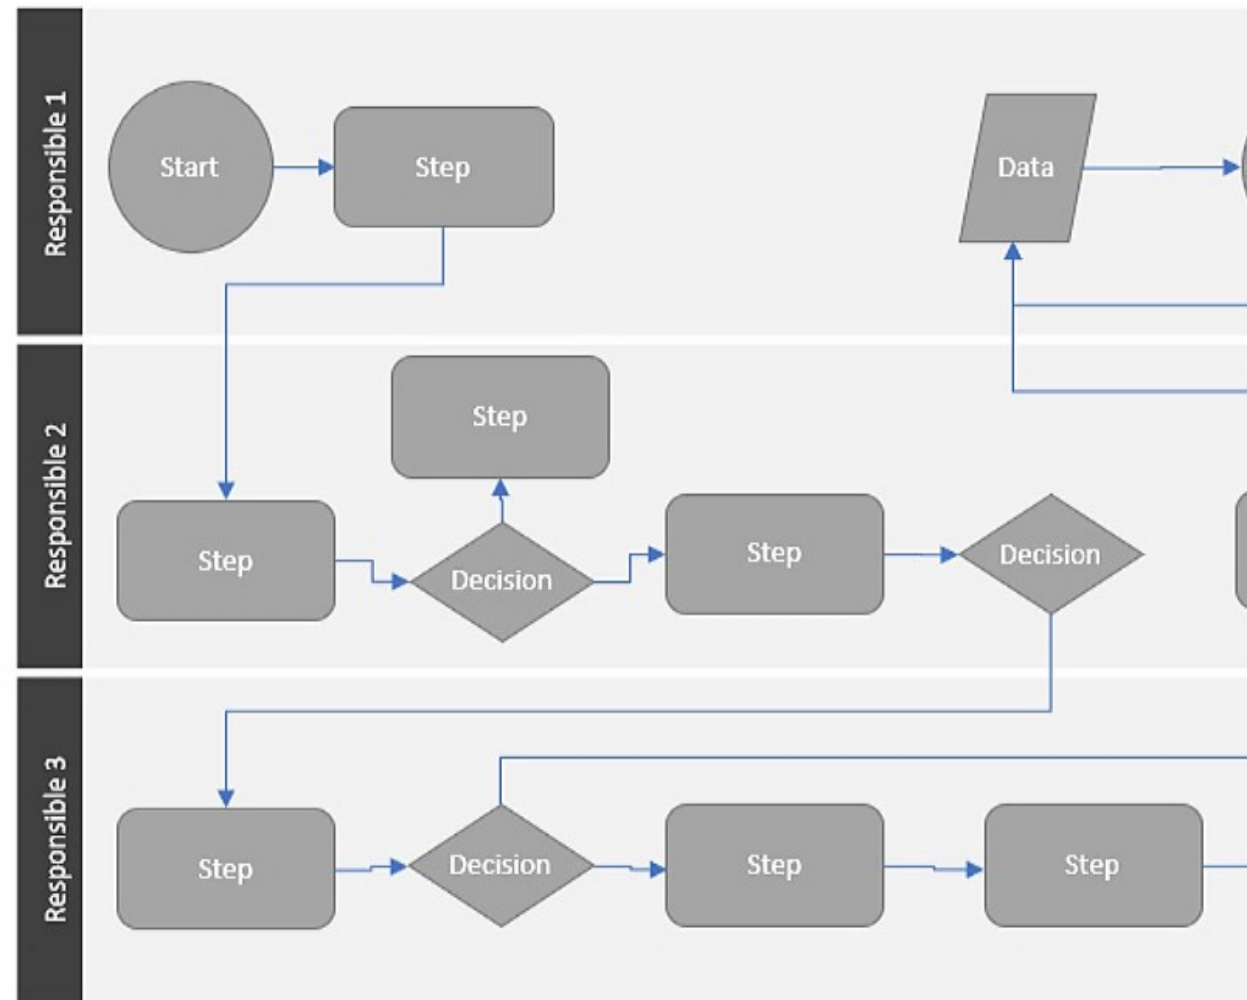 Responsible 1
Start
Step
Data
Responsible 2
Step
Step
Decision
Step
Decision
Responsible 3
Step
Decision
Step
Step